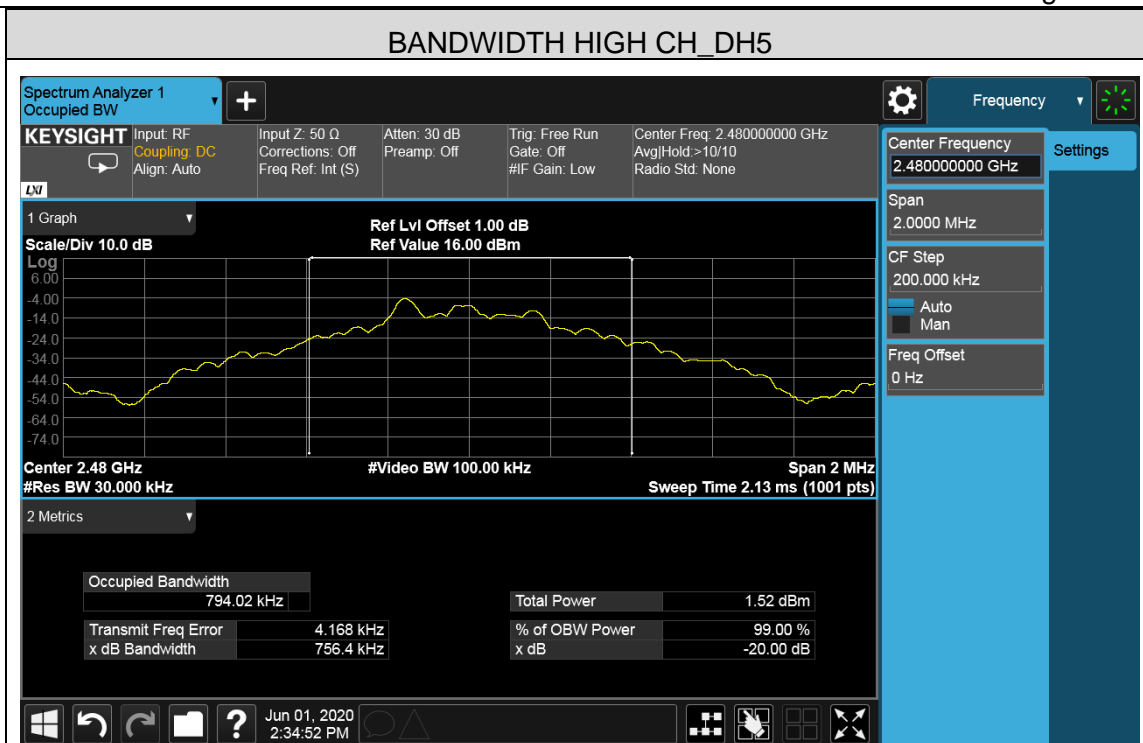 BANDWIDTH HIGH CH_DH5
Spectrum Analyzer 1
Occupied BW
Frequency
KEYSIGHT
LXI
Input: RF
Coupling: DC
Align: Auto
Input Z: 50 Ω
Corrections: Off
Freq Ref: Int (S)
Atten: 30 dB
Preamp: Off
Trig: Free Run
Gate: Off
#IF Gain: Low
Center Freq: 2.480000000 GHz
Avg|Hold:>10/10
Radio Std: None
Center Frequency
2.480000000 GHz
Settings
Span
2.0000 MHz
CF Step
200.000 kHz
Auto
Man
Freq Offset
0 Hz
1 Graph
Scale/Div 10.0 dB
Ref Lvl Offset 1.00 dB
Ref Value 16.00 dBm
Log
6.00
-4.00
-14.0
-24.0
-34.0
-44.0
-54.0
-64.0
-74.0
Center 2.48 GHz
#Video BW 100.00 kHz
Span 2 MHz
#Res BW 30.000 kHz
Sweep Time 2.13 ms (1001 pts)
2 Metrics
Occupied Bandwidth
794.02 kHz
Total Power 1.52 dBm
Transmit Freq Error 4.168 kHz
% of OBW Power 99.00 %
x dB Bandwidth 756.4 kHz
x dB -20.00 dB
?
Jun 01, 2020
2:34:52 PM